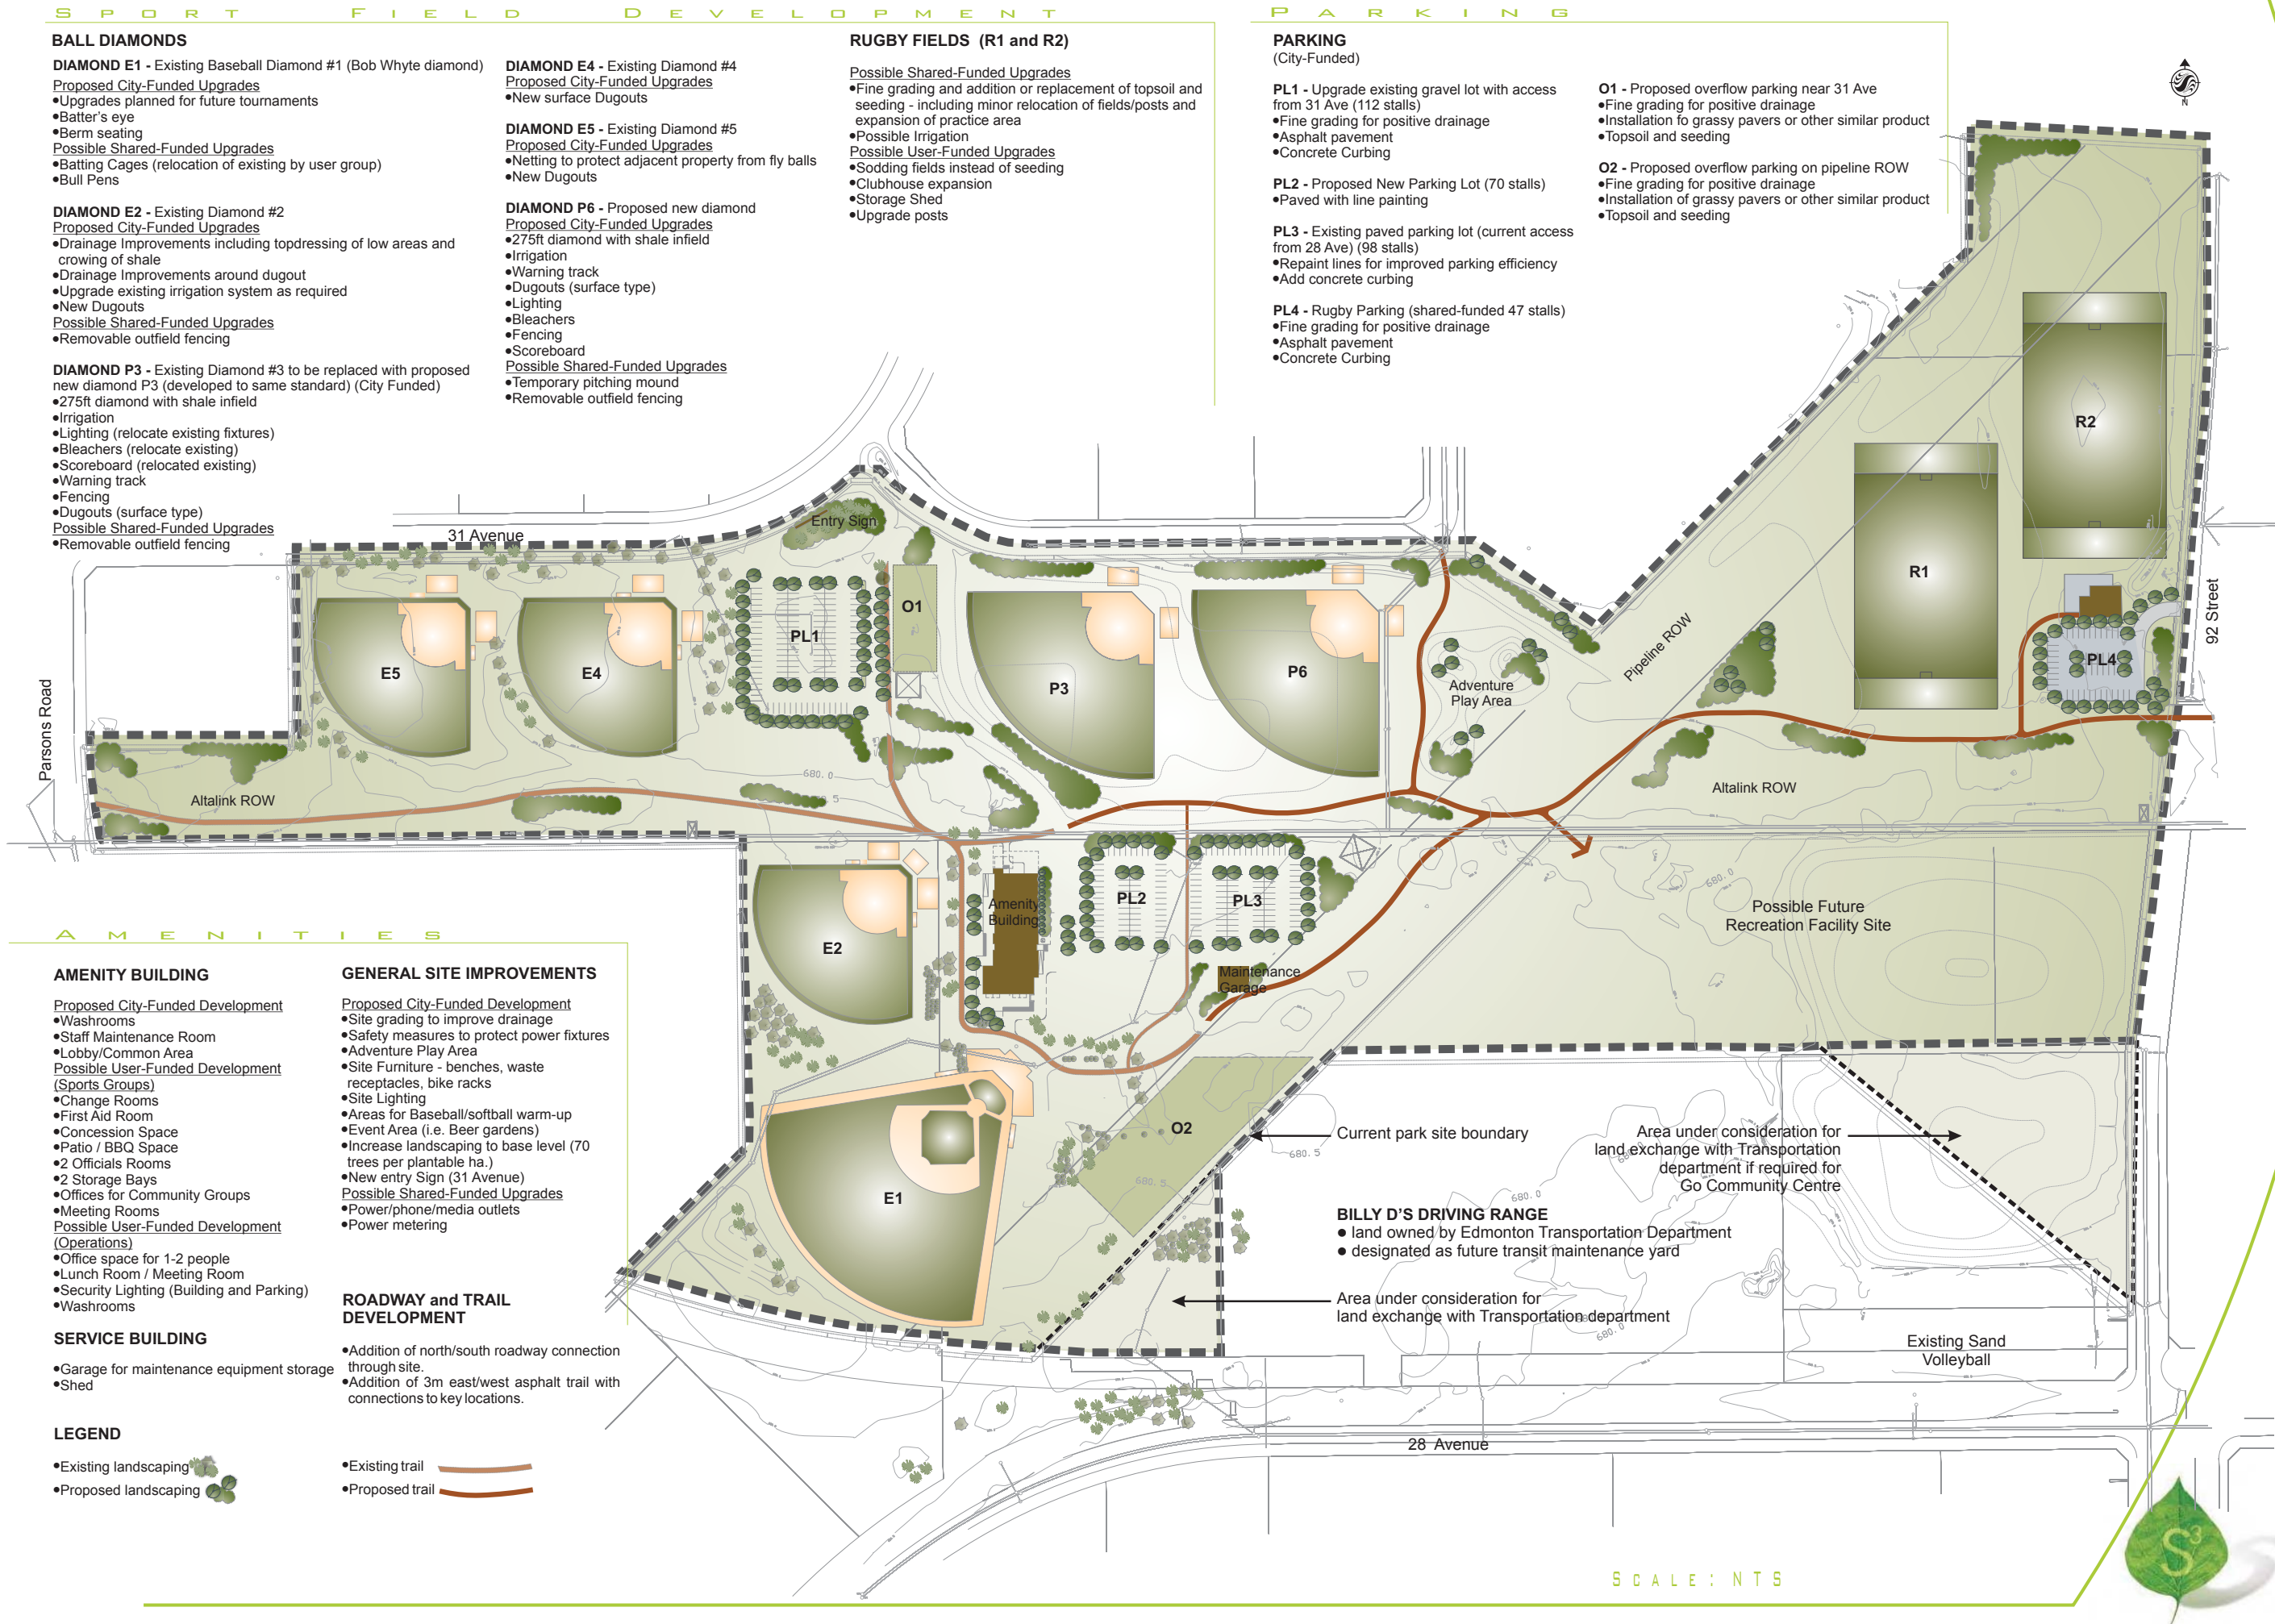 SPORT FIELD DEVELOPMENT
BALL DIAMONDS
DIAMOND E1 - Existing Baseball Diamond #1 (Bob Whyte diamond)
Proposed City-Funded Upgrades
•Upgrades planned for future tournaments
•Batter's eye
•Berm seating
Possible Shared-Funded Upgrades
•Batting Cages (relocation of existing by user group)
•Bull Pens
DIAMOND E2 - Existing Diamond #2
Proposed City-Funded Upgrades
•Drainage Improvements including topdressing of low areas and
crowing of shale
•Drainage Improvements around dugout
•Upgrade existing irrigation system as required
•New Dugouts
Possible Shared-Funded Upgrades
•Removable outfield fencing
DIAMOND P3 - Existing Diamond #3 to be replaced with proposed
new diamond P3 (developed to same standard) (City Funded)
•275ft diamond with shale infield
•Irrigation
•Lighting (relocate existing fixtures)
•Bleachers (relocate existing)
•Scoreboard (relocated existing)
•Warning track
•Fencing
•Dugouts (surface type)
Possible Shared-Funded Upgrades
•Removable outfield fencing
DIAMOND E4 - Existing Diamond #4
Proposed City-Funded Upgrades
•New surface Dugouts
DIAMOND E5 - Existing Diamond #5
Proposed City-Funded Upgrades
•Netting to protect adjacent property from fly balls
•New Dugouts
DIAMOND P6 - Proposed new diamond
Proposed City-Funded Upgrades
•275ft diamond with shale infield
•Irrigation
•Warning track
•Dugouts (surface type)
•Lighting
•Bleachers
•Fencing
•Scoreboard
Possible Shared-Funded Upgrades
•Temporary pitching mound
•Removable outfield fencing
RUGBY FIELDS (R1 and R2)
Possible Shared-Funded Upgrades
•Fine grading and addition or replacement of topsoil and
seeding - including minor relocation of fields/posts and
expansion of practice area
•Possible Irrigation
Possible User-Funded Upgrades
•Sodding fields instead of seeding
•Clubhouse expansion
•Storage Shed
•Upgrade posts
PARKING
PARKING
(City-Funded)
PL1 - Upgrade existing gravel lot with access
from 31 Ave (112 stalls)
•Fine grading for positive drainage
•Asphalt pavement
•Concrete Curbing
PL2 - Proposed New Parking Lot (70 stalls)
•Paved with line painting
PL3 - Existing paved parking lot (current access
from 28 Ave) (98 stalls)
•Repaint lines for improved parking efficiency
•Add concrete curbing
PL4 - Rugby Parking (shared-funded 47 stalls)
•Fine grading for positive drainage
•Asphalt pavement
•Concrete Curbing
O1 - Proposed overflow parking near 31 Ave
•Fine grading for positive drainage
•Installation fo grassy pavers or other similar product
•Topsoil and seeding
O2 - Proposed overflow parking on pipeline ROW
•Fine grading for positive drainage
•Installation of grassy pavers or other similar product
•Topsoil and seeding
N
31 Avenue
Entry Sign
Parsons Road
E5
E4
PL1
O1
P3
P6
Adventure
Play Area
Pipeline ROW
R1
R2
PL4
92 Street
Altalink ROW
680.0
Altalink ROW
E2
Amenity
Building
PL2
PL3
Maintenance
Garage
680.0
Possible Future
Recreation Facility Site
E1
O2
680.5
680.5
Current park site boundary
Area under consideration for
land exchange with Transportation
department if required for
Go Community Centre
680.0
BILLY D'S DRIVING RANGE
• land owned by Edmonton Transportation Department
• designated as future transit maintenance yard
Area under consideration for
land exchange with Transportation department
680.0
Existing Sand
Volleyball
28 Avenue
AMENITIES
AMENITY BUILDING
Proposed City-Funded Development
•Washrooms
•Staff Maintenance Room
•Lobby/Common Area
Possible User-Funded Development
(Sports Groups)
•Change Rooms
•First Aid Room
•Concession Space
•Patio / BBQ Space
•2 Officials Rooms
•2 Storage Bays
•Offices for Community Groups
•Meeting Rooms
Possible User-Funded Development
(Operations)
•Office space for 1-2 people
•Lunch Room / Meeting Room
•Security Lighting (Building and Parking)
•Washrooms
SERVICE BUILDING
•Garage for maintenance equipment storage
•Shed
GENERAL SITE IMPROVEMENTS
Proposed City-Funded Development
•Site grading to improve drainage
•Safety measures to protect power fixtures
•Adventure Play Area
•Site Furniture - benches, waste
receptacles, bike racks
•Site Lighting
•Areas for Baseball/softball warm-up
•Event Area (i.e. Beer gardens)
•Increase landscaping to base level (70
trees per plantable ha.)
•New entry Sign (31 Avenue)
Possible Shared-Funded Upgrades
•Power/phone/media outlets
•Power metering
ROADWAY and TRAIL
DEVELOPMENT
•Addition of north/south roadway connection
through site.
•Addition of 3m east/west asphalt trail with
connections to key locations.
LEGEND
•Existing landscaping
•Proposed landscaping
•Existing trail
•Proposed trail
SCALE: NTS
S3